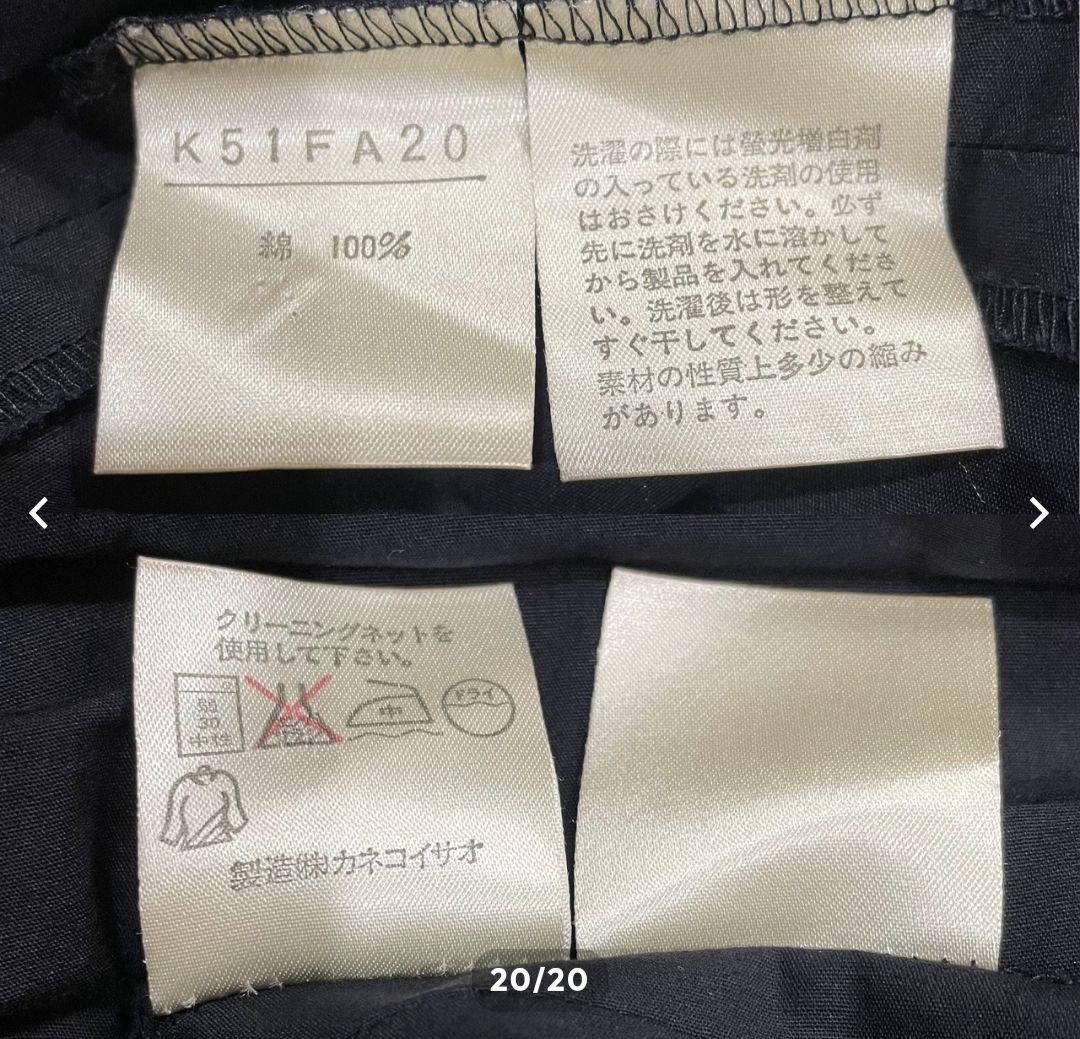 K51FA20
綿 100%
洗濯の際には螢光増白剤
の入っている洗剤の使用
はおさけください。必ず
先に洗剤を水に溶かして
から製品を入れてくださ
い。洗濯後は形を整えて
すぐ干してください。
素材の性質上多少の縮み
があります。
クリーニングネットを
使用して下さい。
30
中
ドライ
製造㈱カネコイサオ
20/20